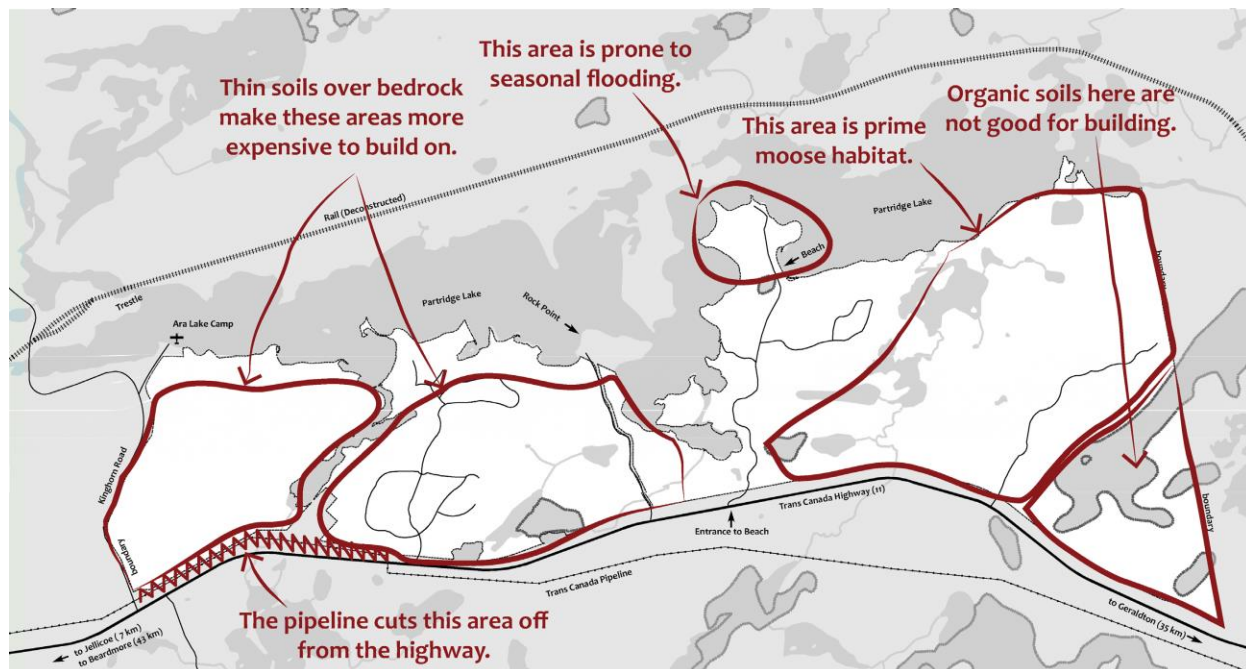 This area is prone to
seasonal flooding.
Thin soils over bedrock
make these areas more
expensive to build on.
Organic soils here are
not good for building.
This area is prime
moose habitat.
Rail (Deconstructed)
Partridge Lake
Beach
boundary
Trestle
Rock Point
Partridge Lake
Ara Lake Camp
Kinghorn Road
boundary
Trans Canada Highway (11)
boundary
Entrance to Beach
Trans Canada Pipeline
The pipeline cuts this area off
from the highway.
to Jellicoe (7 km)
to Beardmore (43 km)
to Geraldton (35 km)